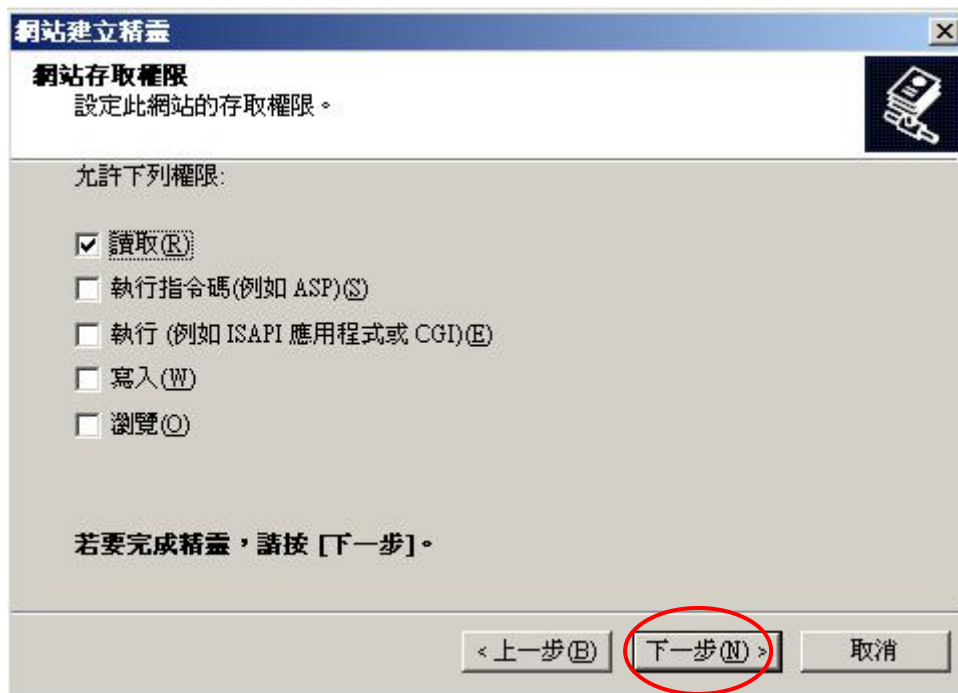 網站建立精靈
網站存取權限
設定此網站的存取權限。
允許下列權限:
讀取(R)
執行指令碼(例如 ASP)(S)
執行 (例如 ISAPI 應用程式或 CGI)(E)
寫入(W)
瀏覽(O)
若要完成精靈，請按 [下一步]。
< 上一步(B) 下一步(N) > 取消